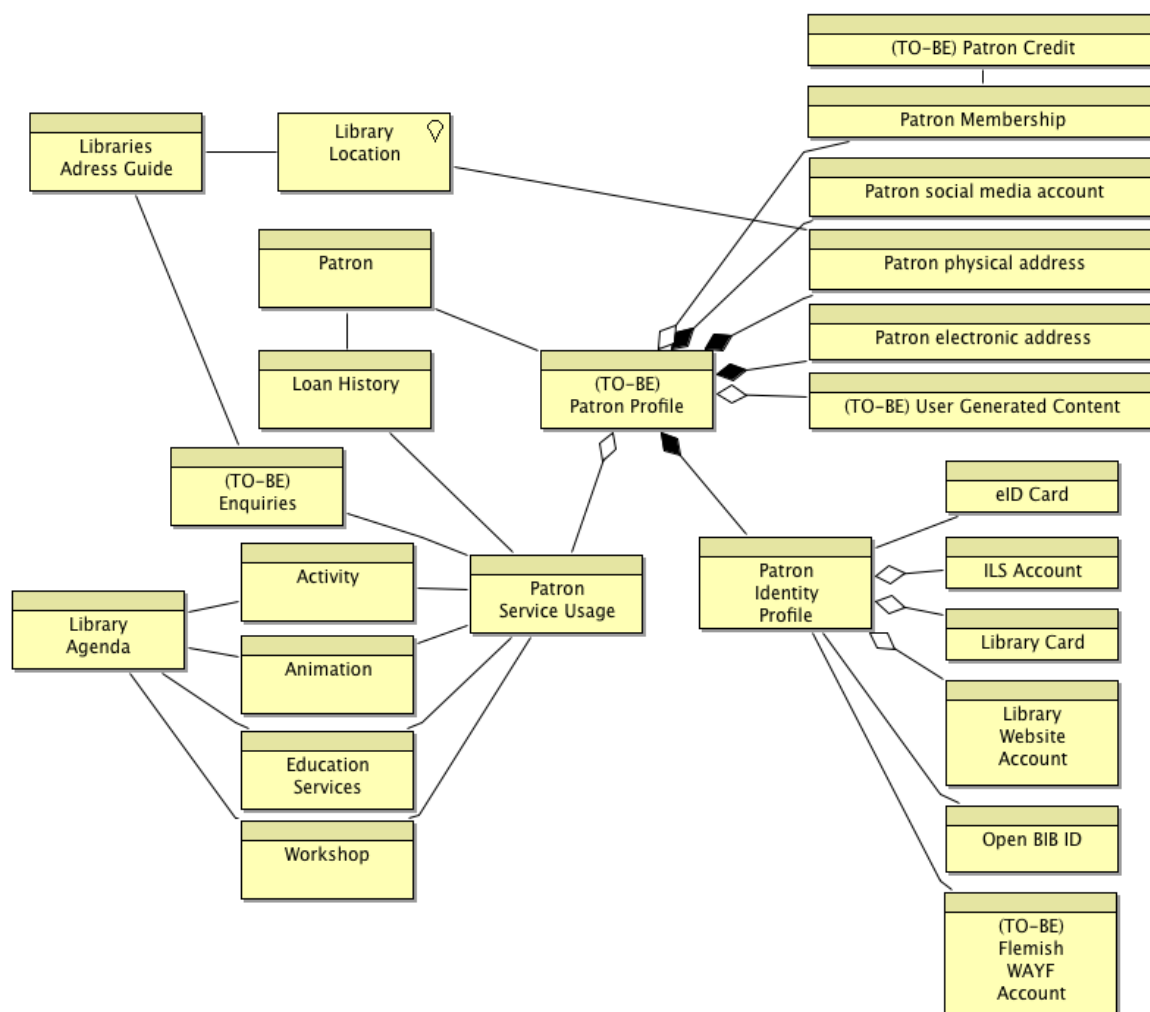 (TO-BE) Patron Credit
Patron Membership
Libraries
Adress Guide
Library
Location
Patron social media account
Patron
Patron physical address
Patron electronic address
Loan History
(TO-BE)
Patron Profile
(TO-BE) User Generated Content
(TO-BE)
Enquiries
eID Card
Activity
Patron
Service Usage
Patron
Identity
Profile
ILS Account
Library
Agenda
Animation
Library Card
Education
Services
Library
Website
Account
Workshop
Open BIB ID
(TO-BE)
Flemish
WAYF
Account